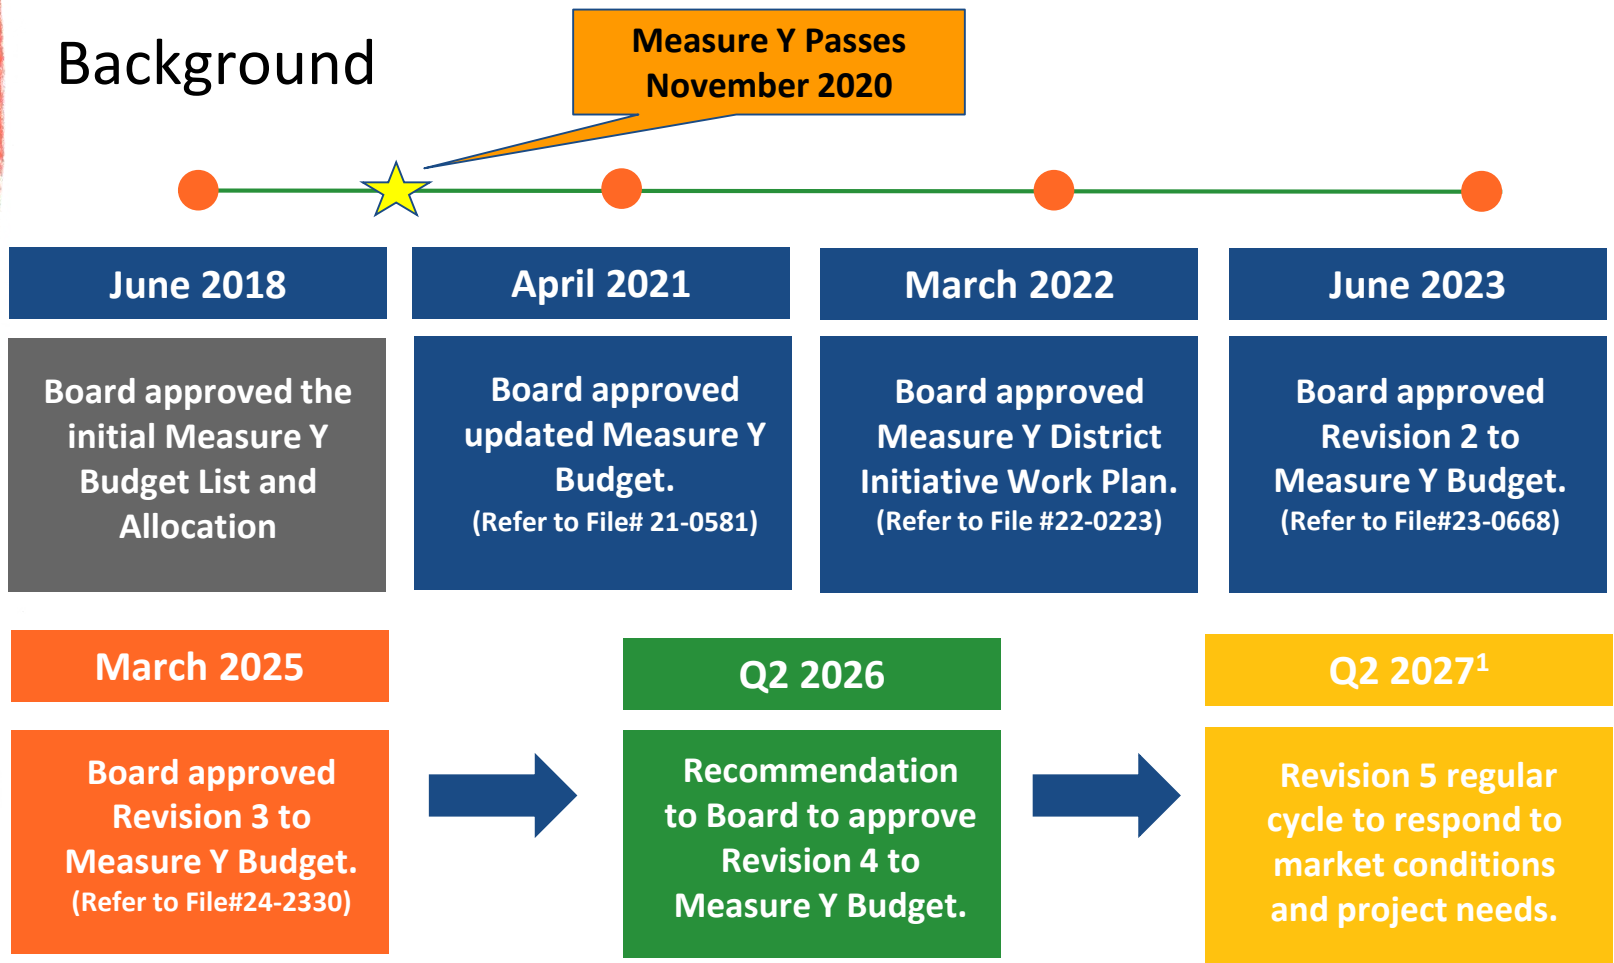 Background
Measure Y Passes
November 2020
June 2018
Board approved the
initial Measure Y
Budget List and
Allocation
April 2021
Board approved
updated Measure Y
Budget.
(Refer to File# 21-0581)
March 2022
Board approved
Measure Y District
Initiative Work Plan.
(Refer to File #22-0223)
June 2023
Board approved
Revision 2 to
Measure Y Budget.
(Refer to File#23-0668)
March 2025
Board approved
Revision 3 to
Measure Y Budget.
(Refer to File#24-2330)
Q2 2026
Recommendation
to Board to approve
Revision 4 to
Measure Y Budget.
Q2 2027¹
Revision 5 regular
cycle to respond to
market conditions
and project needs.